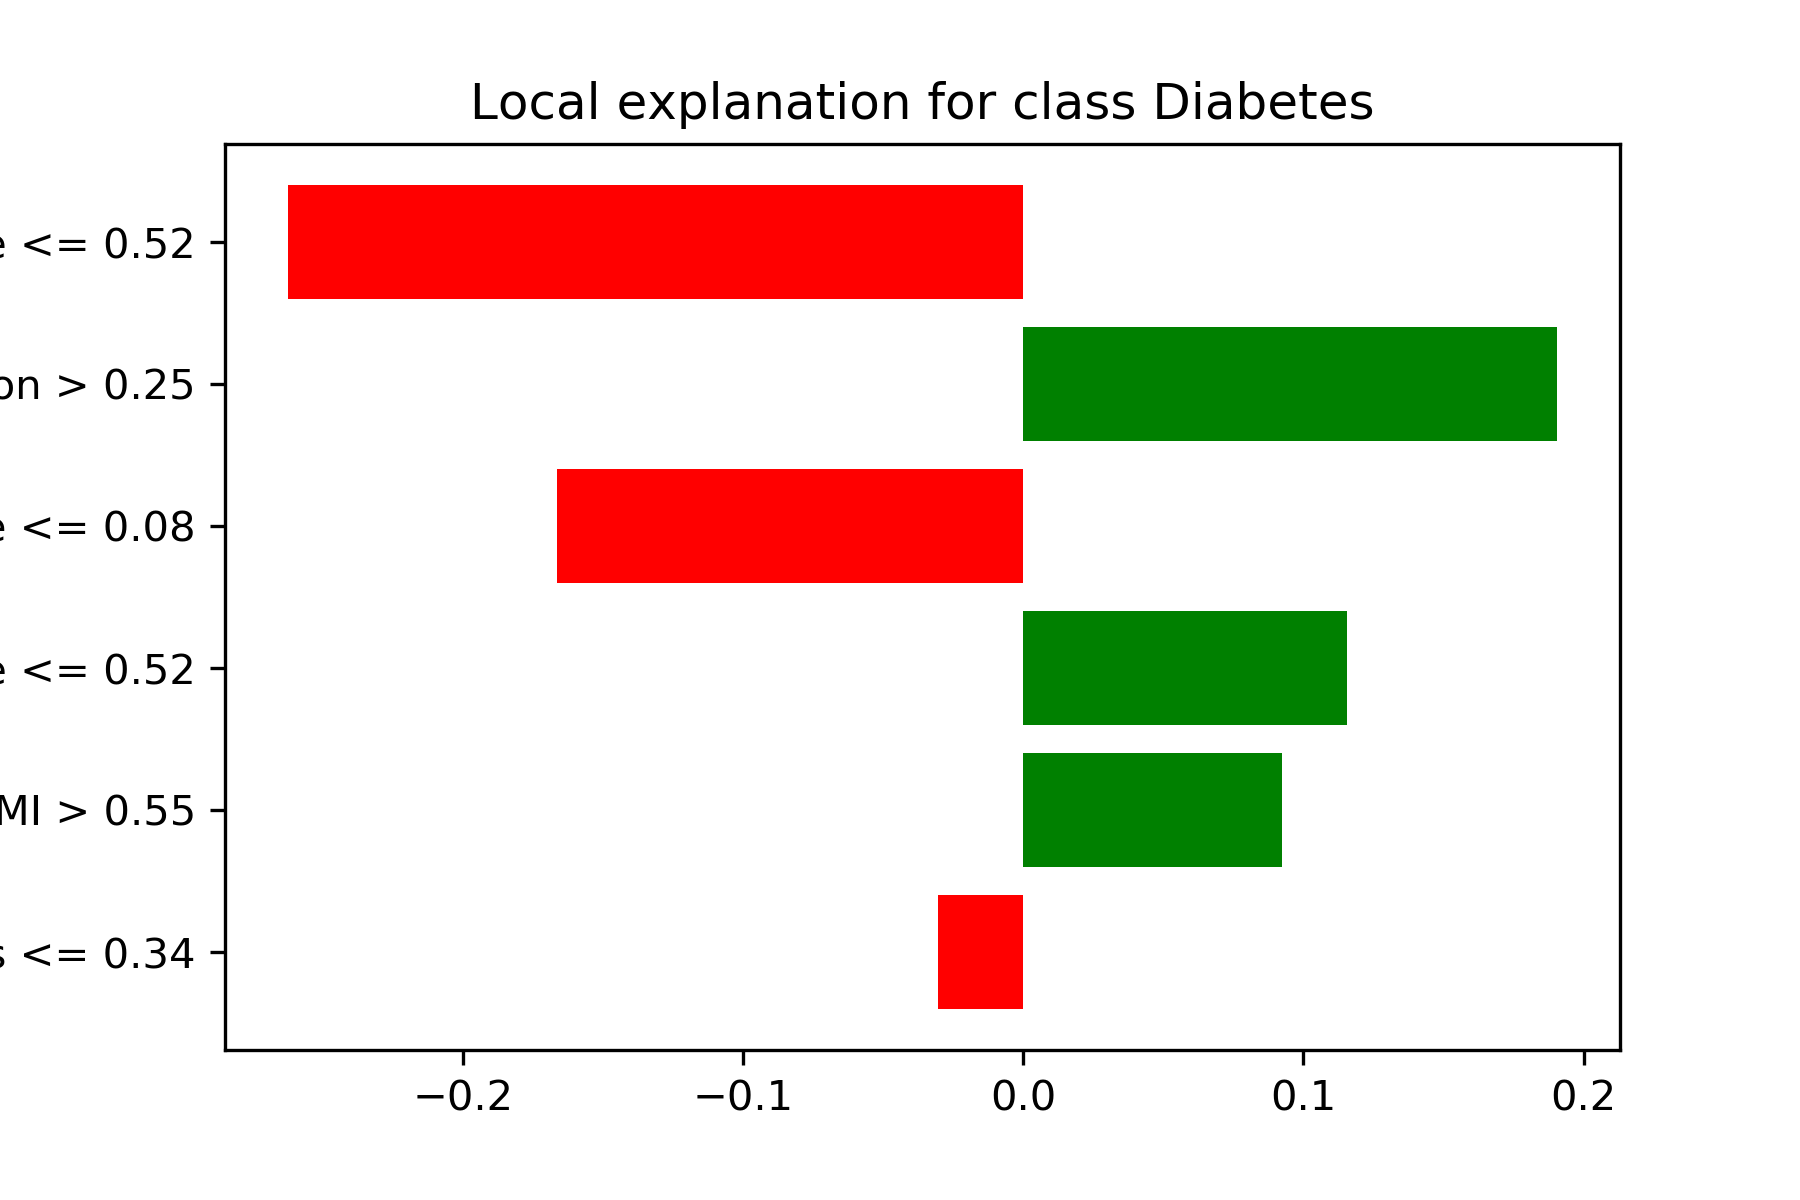 Local explanation for class Diabetes
e <= 0.52
on > 0.25
e <= 0.08
e <= 0.52
MI > 0.55
s <= 0.34
−0.2 −0.1 0.0 0.1 0.2